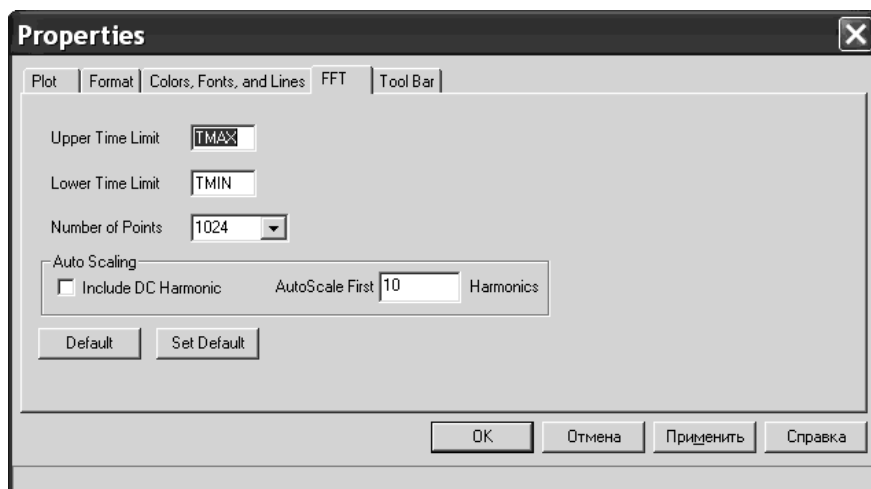 Properties
Plot Format Colors, Fonts, and Lines FFT Tool Bar
Upper Time Limit TMAX
Lower Time Limit TMIN
Number of Points 1024
Auto Scaling
Include DC Harmonic AutoScale First 10 Harmonics
Default Set Default
OK Отмена Применить Справка